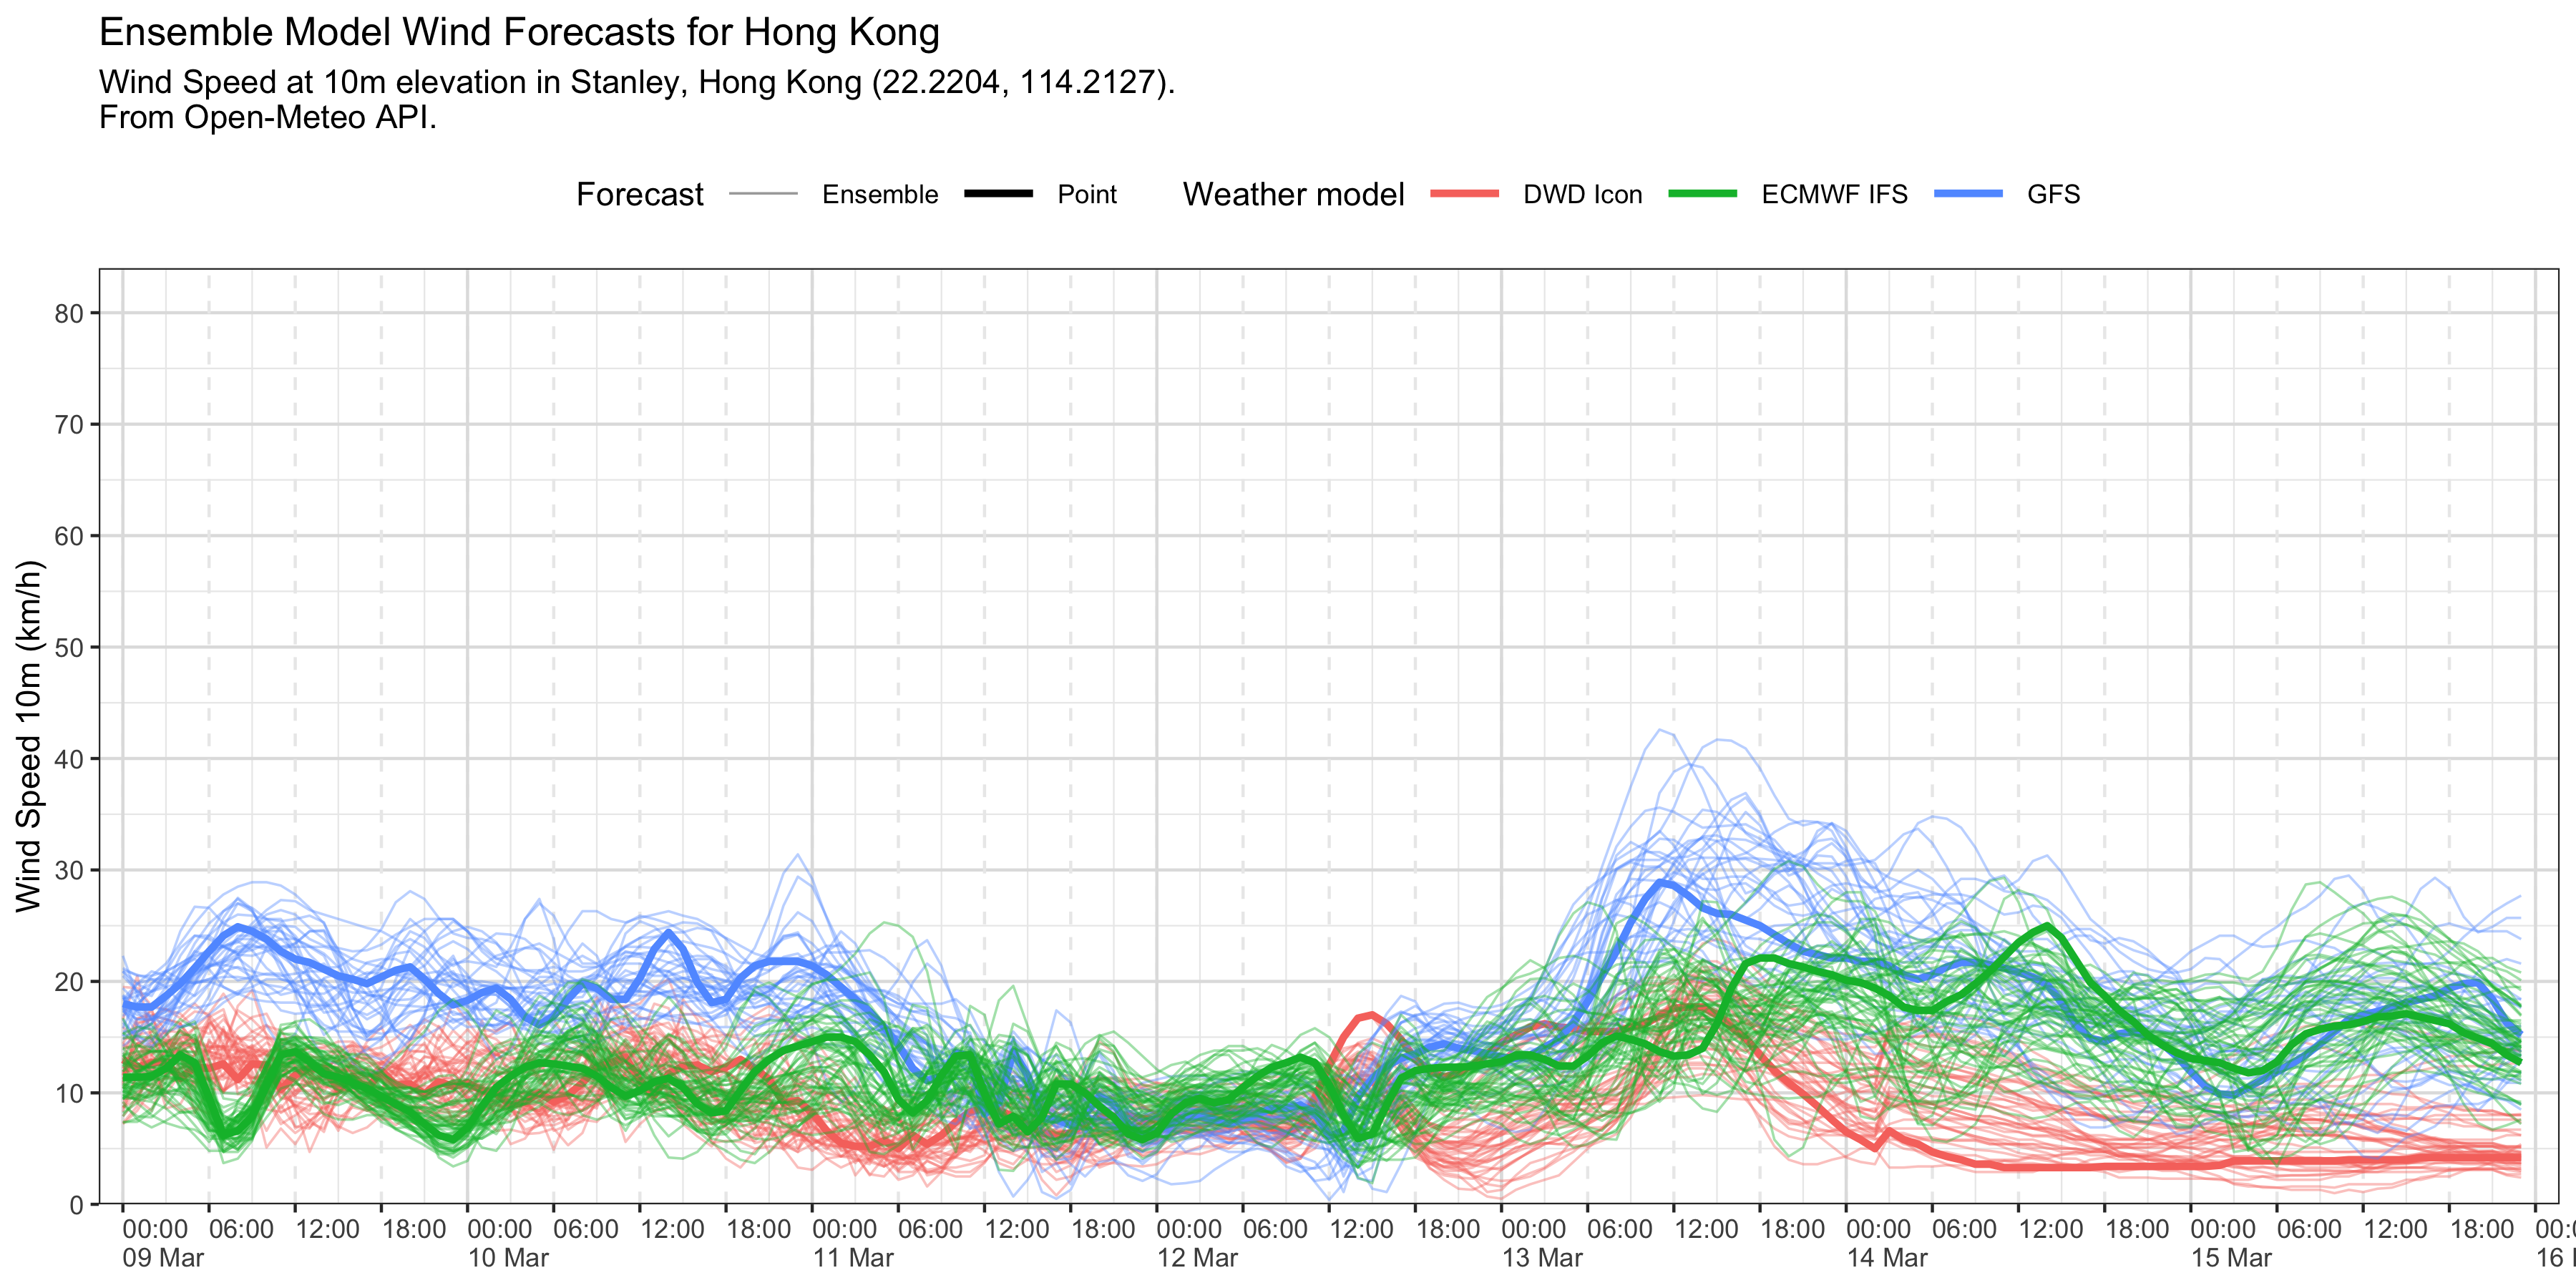 Ensemble Model Wind Forecasts for Hong Kong
Wind Speed at 10m elevation in Stanley, Hong Kong (22.2204, 114.2127).
From Open-Meteo API.
Forecast Ensemble Point Weather model DWD Icon ECMWF IFS GFS
Wind Speed 10m (km/h)
80
70
60
50
40
30
20
10
0
00:00 06:00 12:00 18:00 00:00 06:00 12:00 18:00 00:00 06:00 12:00 18:00 00:00 06:00 12:00 18:00 00:00 06:00 12:00 18:00 00:00 06:00 12:00 18:00 00:00 06:00 12:00 18:00
09 Mar 10 Mar 11 Mar 12 Mar 13 Mar 14 Mar 15 Mar 16